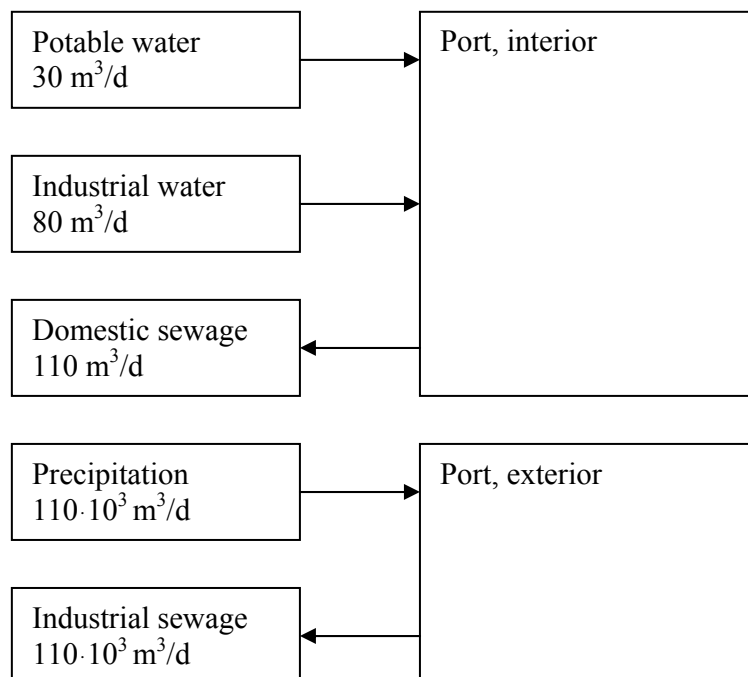 Potable water
30 m³/d
Port, interior
Industrial water
80 m³/d
Domestic sewage
110 m³/d
Precipitation
110·10³ m³/d
Port, exterior
Industrial sewage
110·10³ m³/d